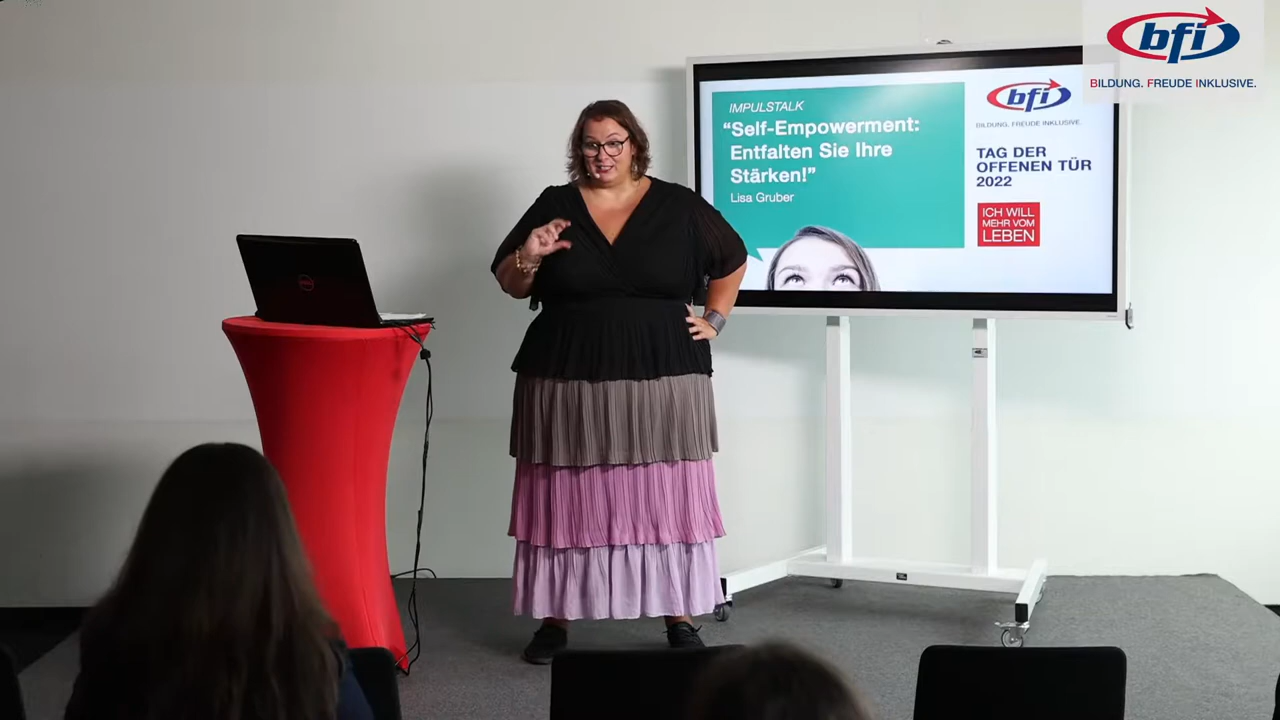 IMPULSTALK
“Self-Empowerment:
Entfalten Sie Ihre
Stärken!”
Lisa Gruber
bfi
BILDUNG. FREUDE INKLUSIVE.
TAG DER
OFFENEN TÜR
2022
ICH WILL
MEHR VOM
LEBEN
bfi
BILDUNG. FREUDE INKLUSIVE.